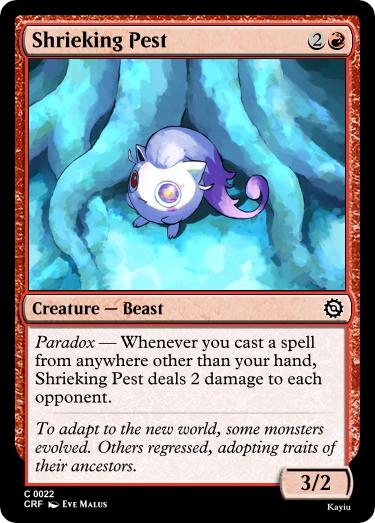 Shrieking Pest 2
Creature — Beast
Paradox — Whenever you cast a spell
from anywhere other than your hand,
Shrieking Pest deals 2 damage to each
opponent.
To adapt to the new world, some monsters
evolved. Others regressed, adopting traits of
their ancestors.
3/2
C 0022
CRF Eve Malus
Kayiu